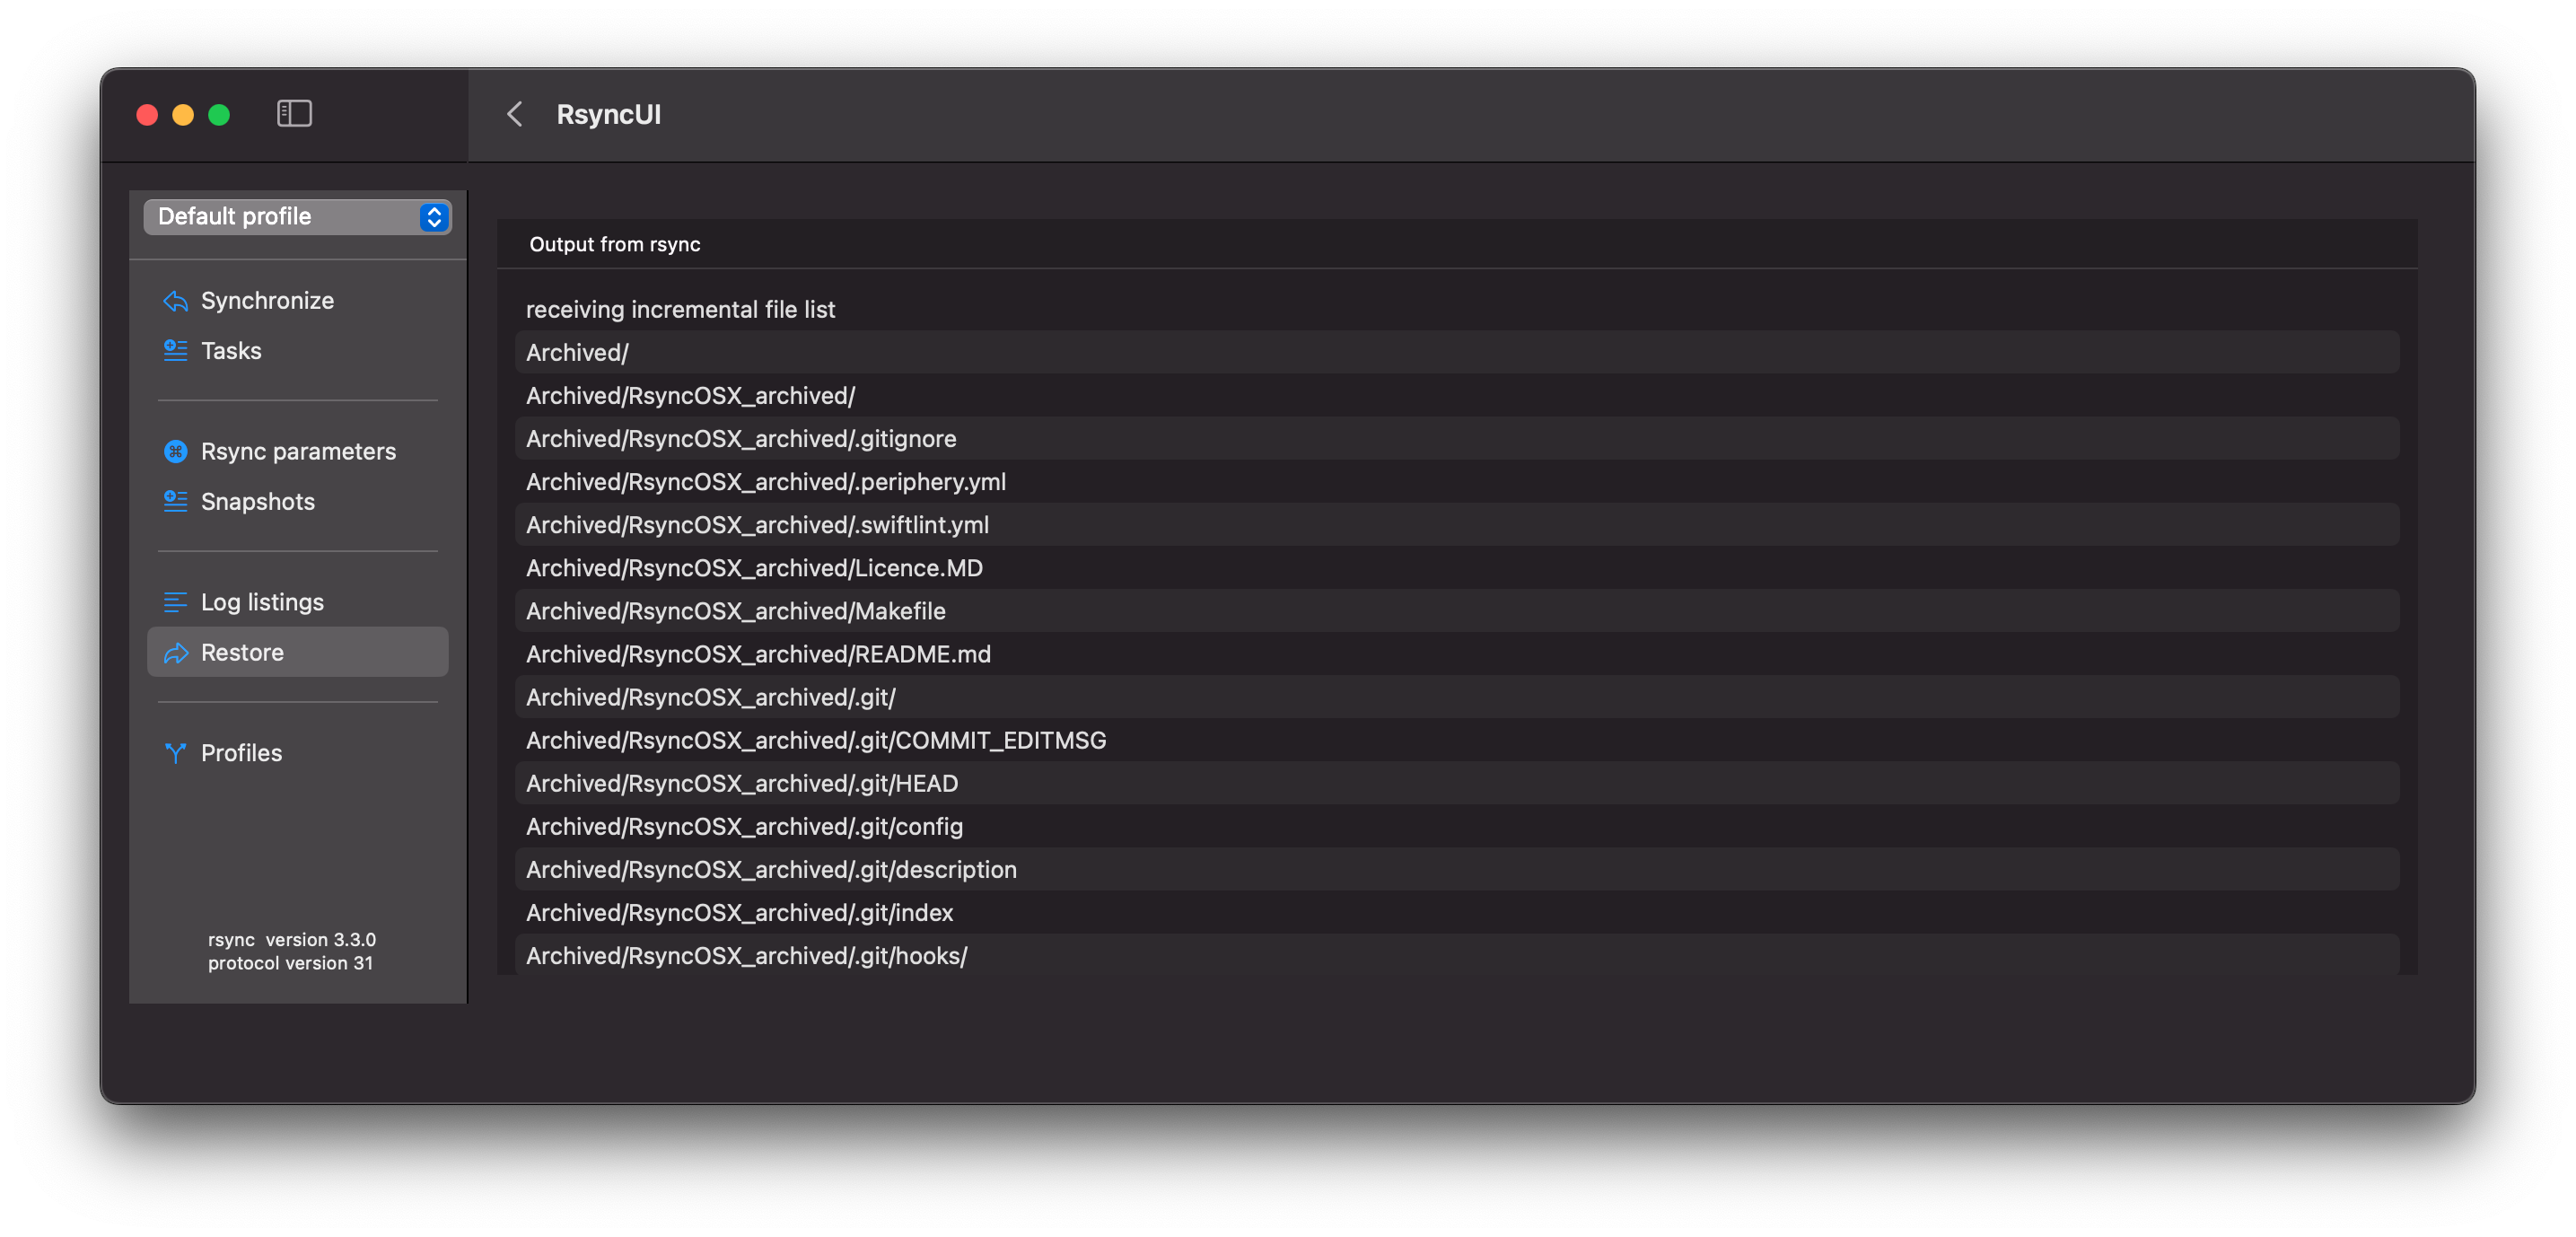 RsyncUI
Default profile
Synchronize
Tasks
Rsync parameters
Snapshots
Log listings
Restore
Profiles
rsync  version 3.3.0
protocol version 31
Output from rsync
receiving incremental file list
Archived/
Archived/RsyncOSX_archived/
Archived/RsyncOSX_archived/.gitignore
Archived/RsyncOSX_archived/.periphery.yml
Archived/RsyncOSX_archived/.swiftlint.yml
Archived/RsyncOSX_archived/Licence.MD
Archived/RsyncOSX_archived/Makefile
Archived/RsyncOSX_archived/README.md
Archived/RsyncOSX_archived/.git/
Archived/RsyncOSX_archived/.git/COMMIT_EDITMSG
Archived/RsyncOSX_archived/.git/HEAD
Archived/RsyncOSX_archived/.git/config
Archived/RsyncOSX_archived/.git/description
Archived/RsyncOSX_archived/.git/index
Archived/RsyncOSX_archived/.git/hooks/